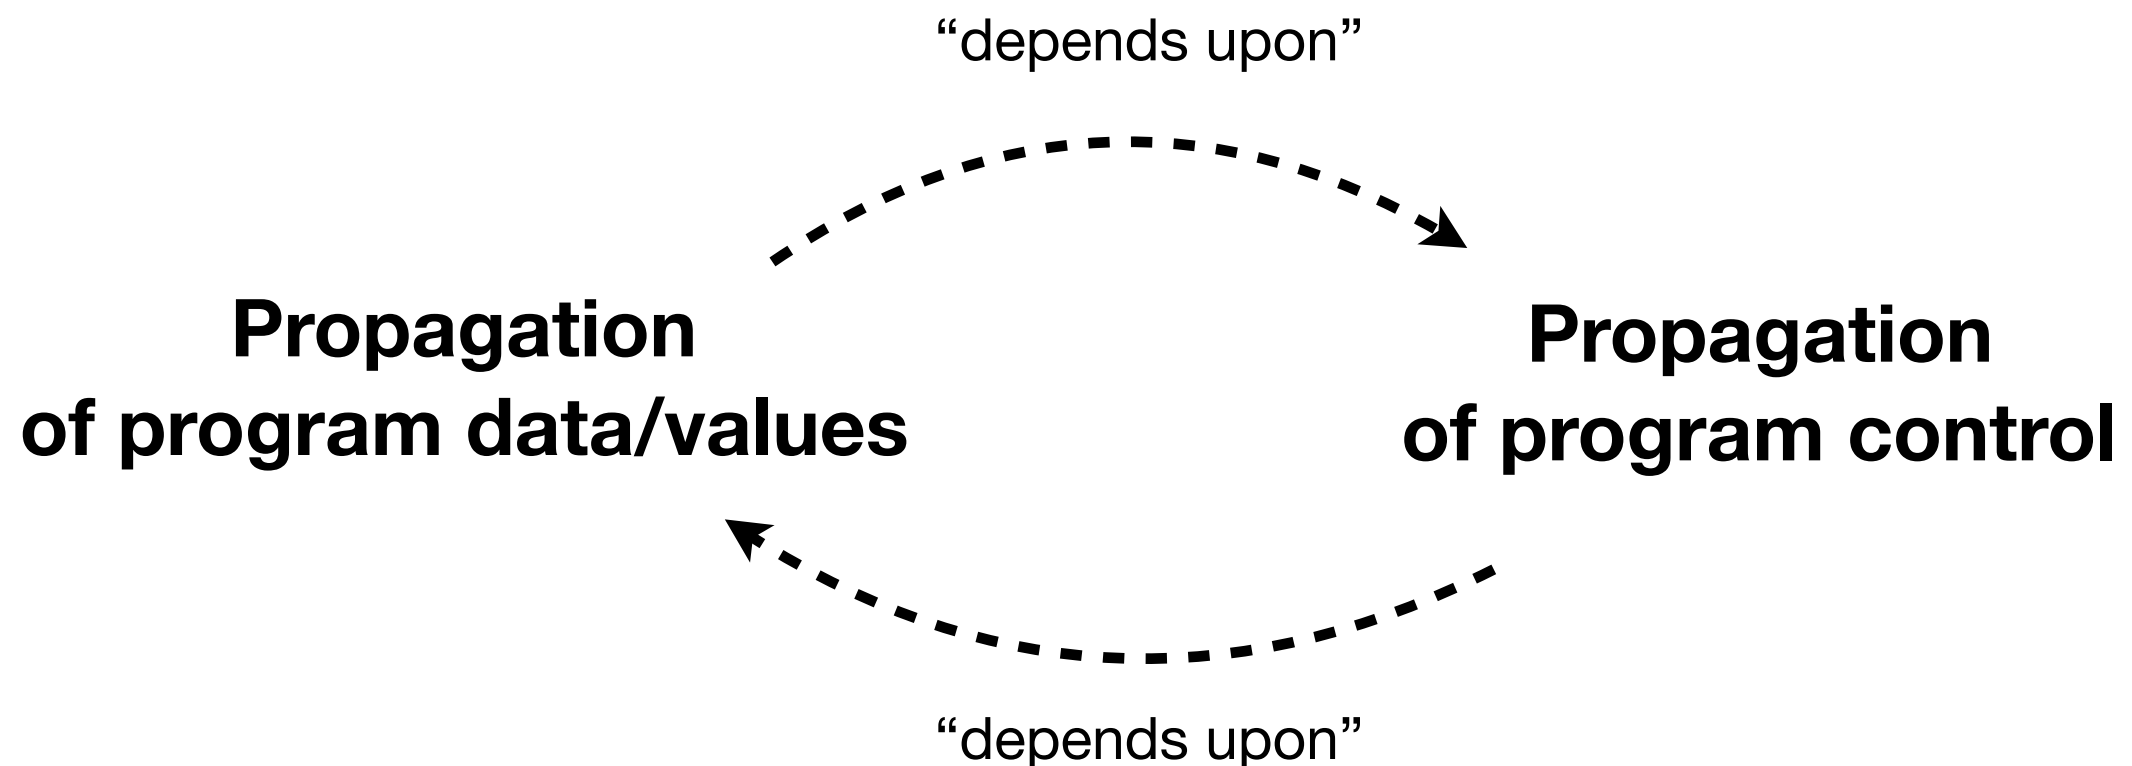 “depends upon”
Propagation
of program data/values
Propagation
of program control
“depends upon”